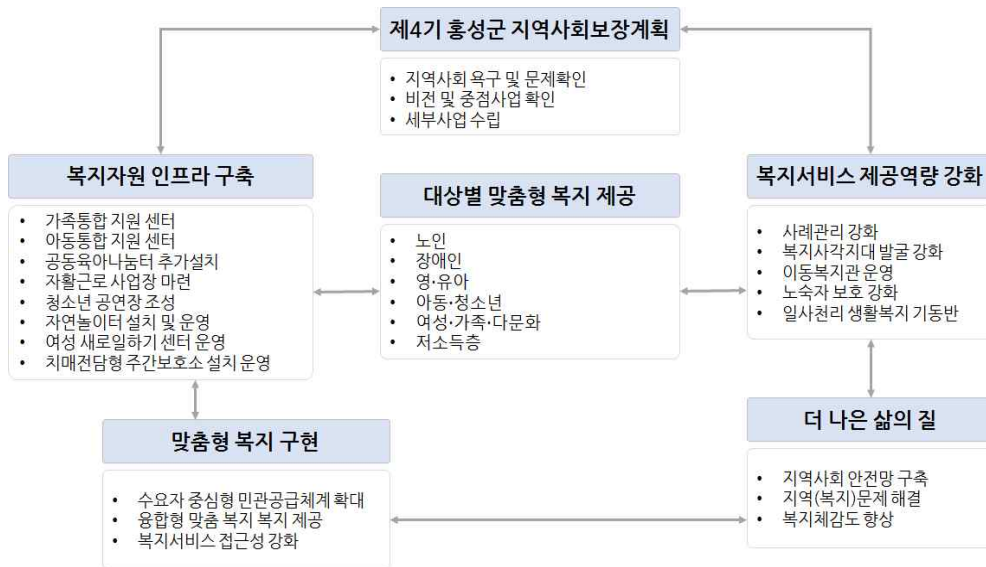 제4기 홍성군 지역사회보장계획
• 지역사회 욕구 및 문제확인
• 비전 및 중점사업 확인
• 세부사업 수립
복지자원 인프라 구축
• 가족통합 지원 센터
• 아동통합 지원 센터
• 공동육아나눔터 추가설치
• 자활근로 사업장 마련
• 청소년 공연장 조성
• 자연놀이터 설치 및 운영
• 여성 새로일하기 센터 운영
• 치매전담형 주간보호소 설치 운영
대상별 맞춤형 복지 제공
• 노인
• 장애인
• 영·유아
• 아동·청소년
• 여성·가족·다문화
• 저소득층
복지서비스 제공역량 강화
• 사례관리 강화
• 복지사각지대 발굴 강화
• 이동복지관 운영
• 노숙자 보호 강화
• 일사천리 생활복지 기동반
맞춤형 복지 구현
• 수요자 중심형 민관공급체계 확대
• 융합형 맞춤 복지 복지 제공
• 복지서비스 접근성 강화
더 나은 삶의 질
• 지역사회 안전망 구축
• 지역(복지)문제 해결
• 복지체감도 향상